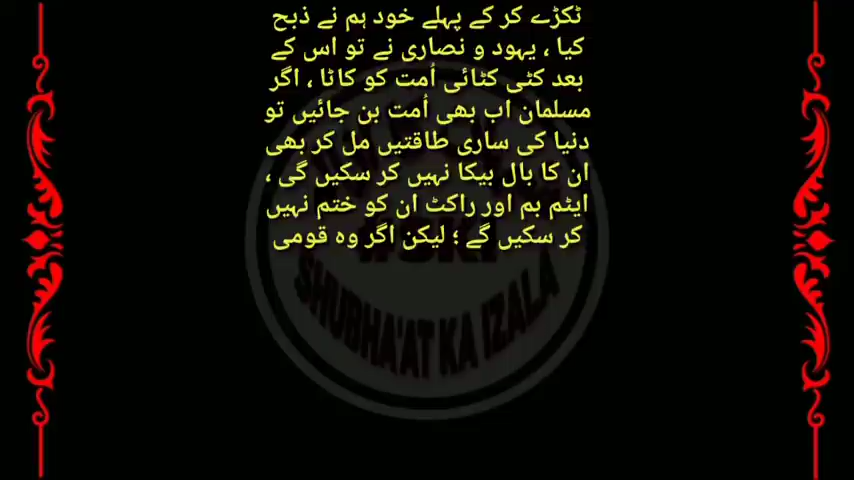 ٹکڑے کر کے پہلے خود ہم نے ذبح
کیا ، یہود و نصاری نے تو اس کے
بعد کٹی کٹائی اُمت کو کاٹا ، اگر
مسلمان اب بھی اُمت بن جائیں تو
دنیا کی ساری طاقتیں مل کر بھی
ان کا بال بیکا نہیں کر سکیں گی ،
ایٹم بم اور راکٹ ان کو ختم نہیں
کر سکیں گے ؛ لیکن اگر وہ قومی
SHUBHA'AT KA IZALA